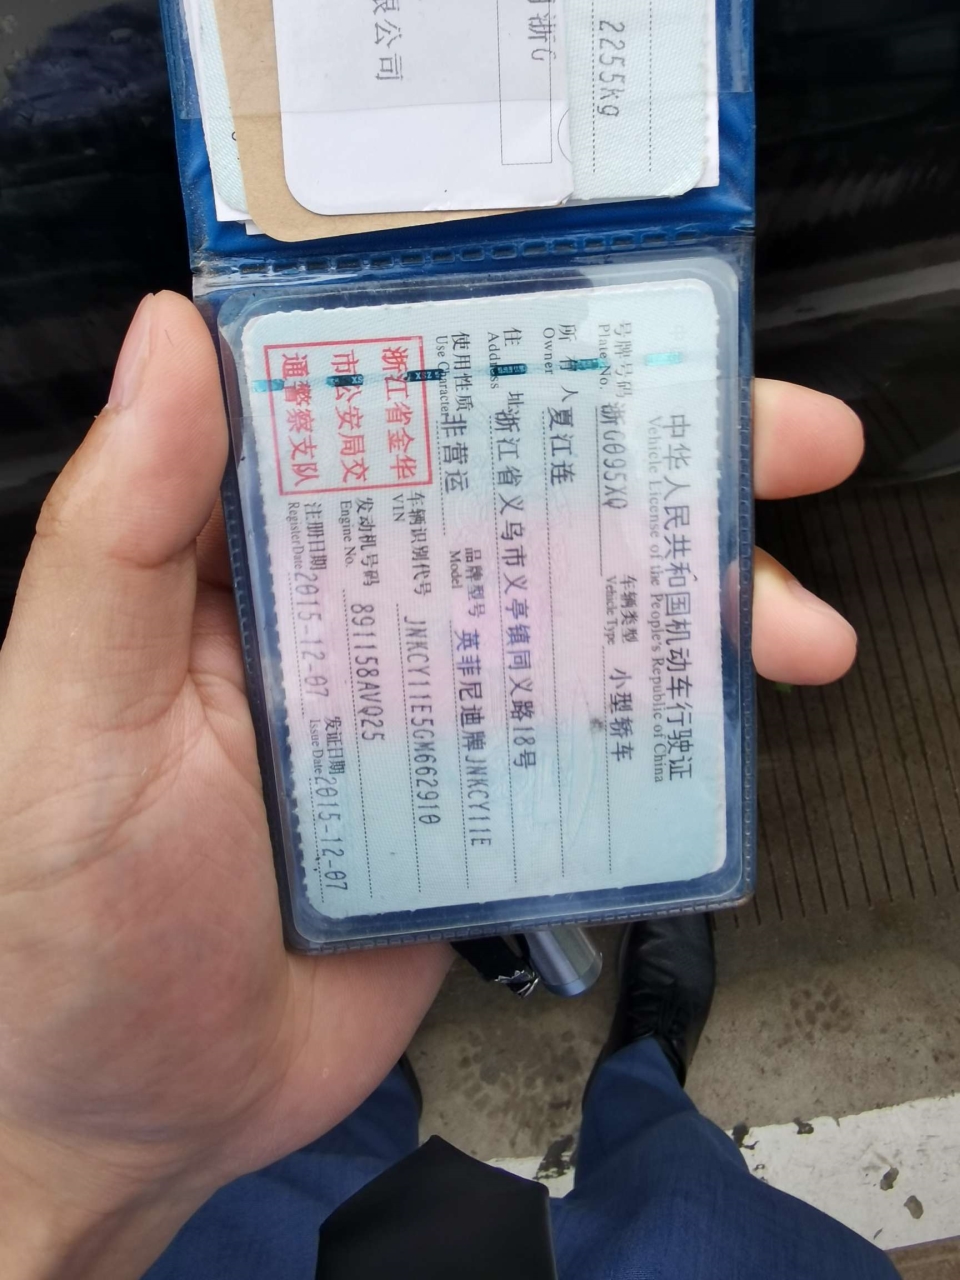 中华人民共和国机动车行驶证
Vehicle License of the People's Republic of China
号牌号码 浙G095XQ 车辆类型 小型轿车
Plate No. Vehicle Type
所有人 夏江连
Owner
住址 浙江省义乌市义亭镇同义路18号
Address
使用性质 非营运 品牌型号 英菲尼迪牌JNKCY11E
Use Character Model
浙江省金华
市公安局交
通警察支队
车辆识别代号 JNKCY11E5GM662910
VIN
发动机号码 891158AVQ25
Engine No.
注册日期 2015-12-07 发证日期 2015-12-07
Register Date Issue Date
2255kg
浙G
限公司